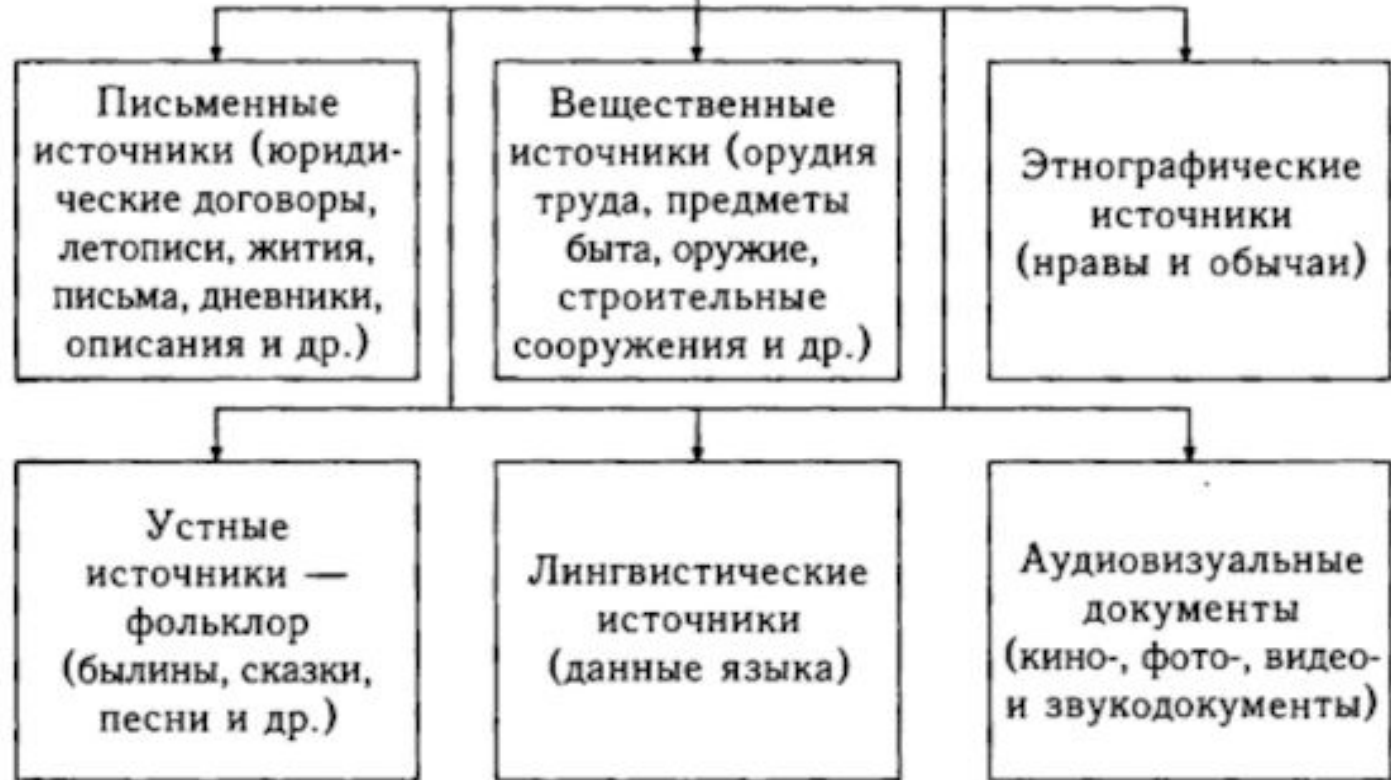 Письменные
источники (юриди-
ческие договоры,
летописи, жития,
письма, дневники,
описания и др.)
Вещественные
источники (орудия
труда, предметы
быта, оружие,
строительные
сооружения и др.)
Этнографические
источники
(нравы и обычаи)
Устные
источники —
фольклор
(былины, сказки,
песни и др.)
Лингвистические
источники
(данные языка)
Аудиовизуальные
документы
(кино-, фото-, видео-
и звукодокументы)